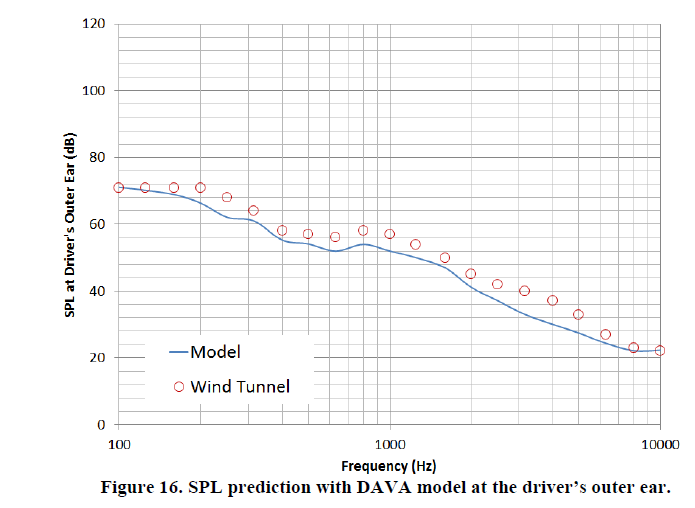 120
100
80
60
40
20
0
SPL at Driver's Outer Ear (dB)
Model
Wind Tunnel
100
1000
10000
Frequency (Hz)
Figure 16. SPL prediction with DAVA model at the driver’s outer ear.